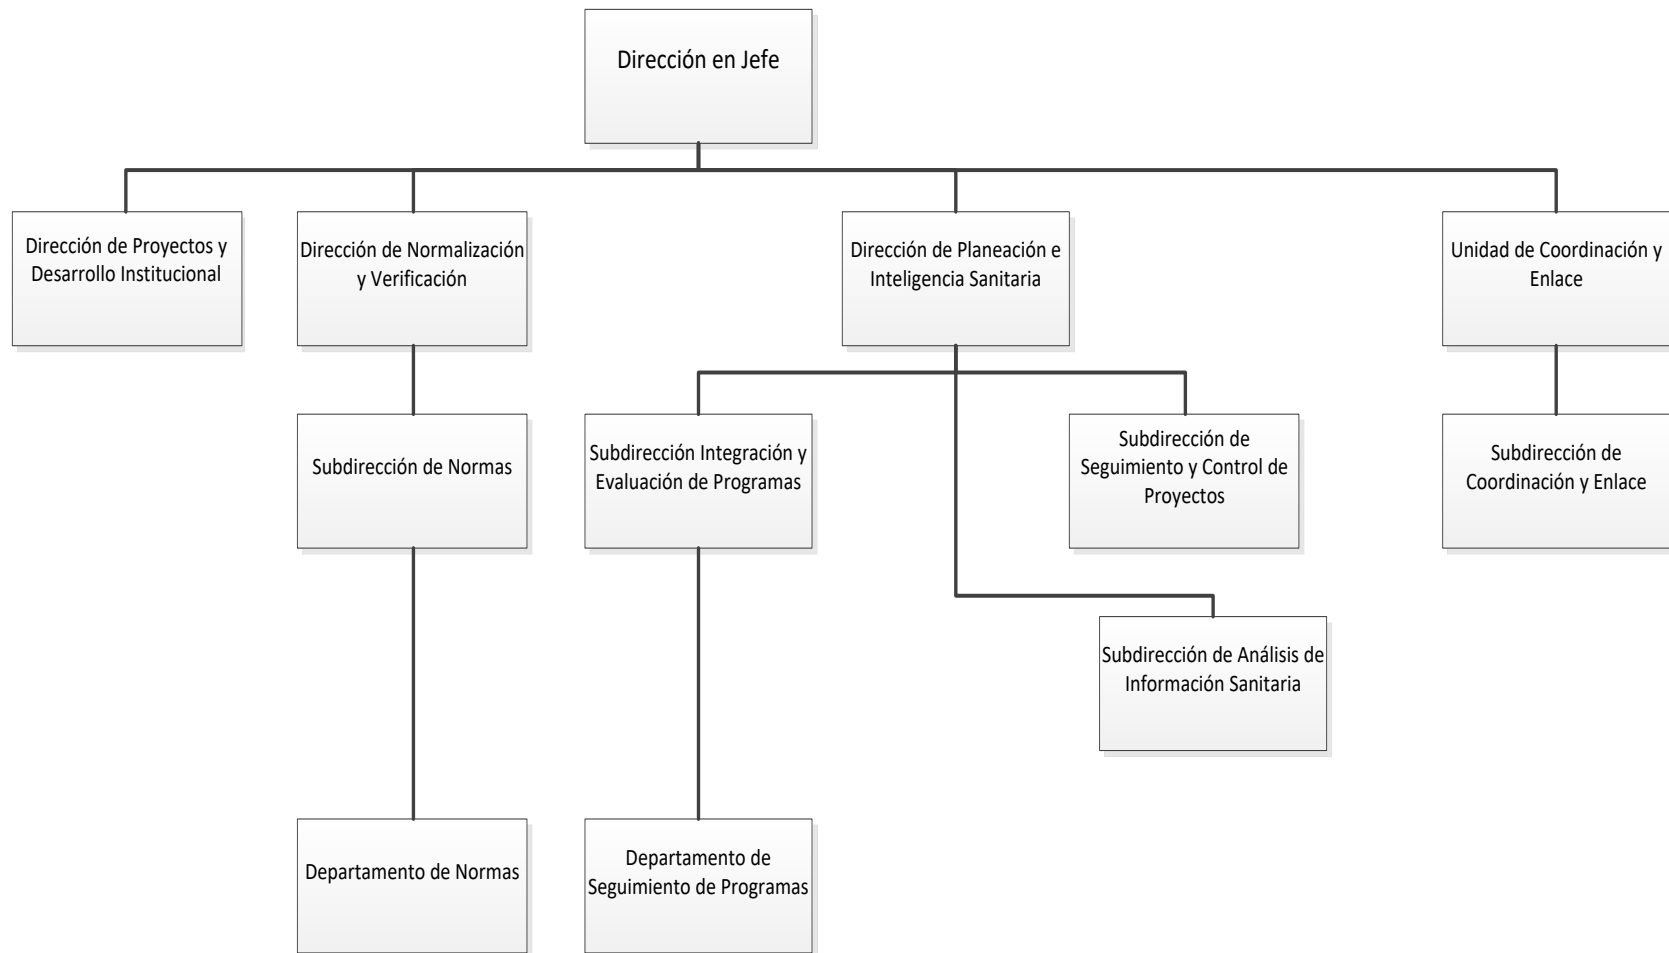 Dirección en Jefe
Dirección de Proyectos y
Desarrollo Institucional
Dirección de Normalización
y Verificación
Dirección de Planeación e
Inteligencia Sanitaria
Unidad de Coordinación y
Enlace
Subdirección de Normas
Subdirección Integración y
Evaluación de Programas
Subdirección de
Seguimiento y Control de
Proyectos
Subdirección de
Coordinación y Enlace
Subdirección de Análisis de
Información Sanitaria
Departamento de Normas
Departamento de
Seguimiento de Programas